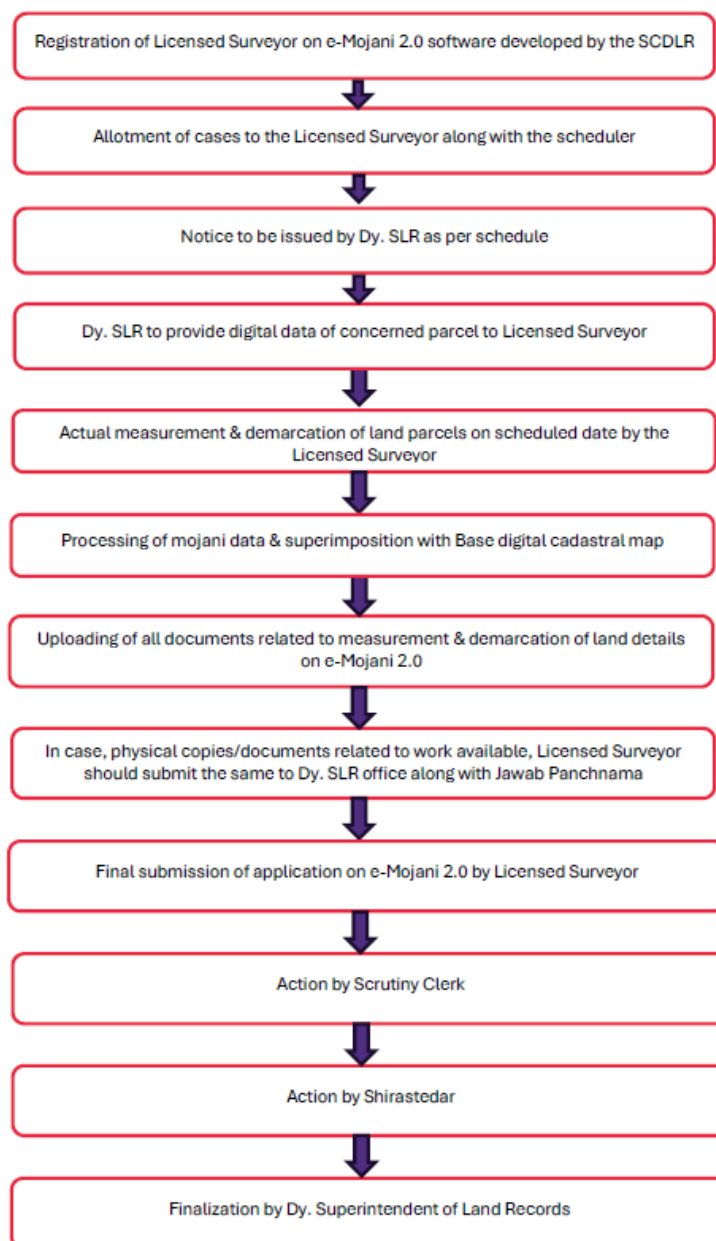 Registration of Licensed Surveyor on e-Mojani 2.0 software developed by the SCDLR
Allotment of cases to the Licensed Surveyor along with the scheduler
Notice to be issued by Dy. SLR as per schedule
Dy. SLR to provide digital data of concerned parcel to Licensed Surveyor
Actual measurement & demarcation of land parcels on scheduled date by the
Licensed Surveyor
Processing of mojani data & superimposition with Base digital cadastral map
Uploading of all documents related to measurement & demarcation of land details
on e-Mojani 2.0
In case, physical copies/documents related to work available, Licensed Surveyor
should submit the same to Dy. SLR office along with Jawab Panchnama
Final submission of application on e-Mojani 2.0 by Licensed Surveyor
Action by Scrutiny Clerk
Action by Shirastedar
Finalization by Dy. Superintendent of Land Records